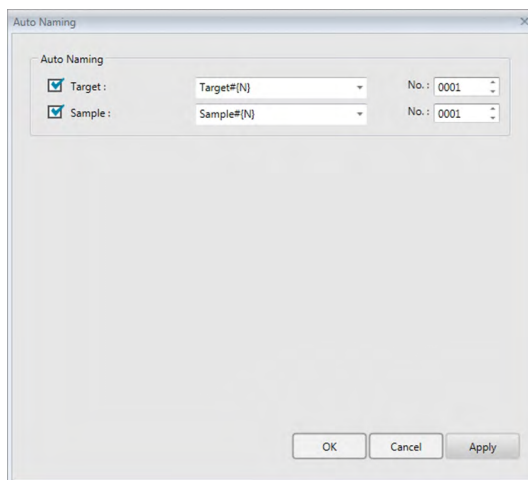 Auto Naming
Auto Naming
Target : Target#{N} No. : 0001
Sample : Sample#{N} No. : 0001
OK Cancel Apply